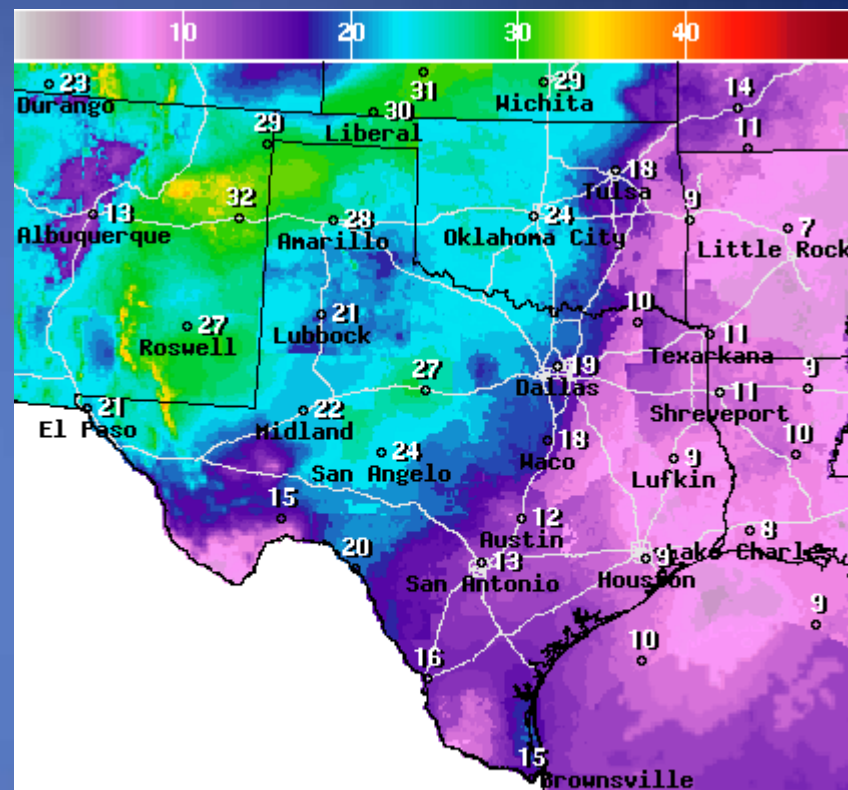 10 20 30 40
31
23 29 14
Durango Wichita
30
Liberal
29 11
18
Tulsa
13 32 28 24 9 7
Albuquerque Amarillo Oklahoma City Little Rock
27 21 10 11
Roswell Lubbock Texarkana
27 19 9
Dallas
21 22 11
El Paso Midland Shreveport
24 18 9 10
San Angelo Waco Lufkin
15 12 8
Austin
20 13 9 Lake Charles
San Antonio Houston
10 9
16
15
Brownsville